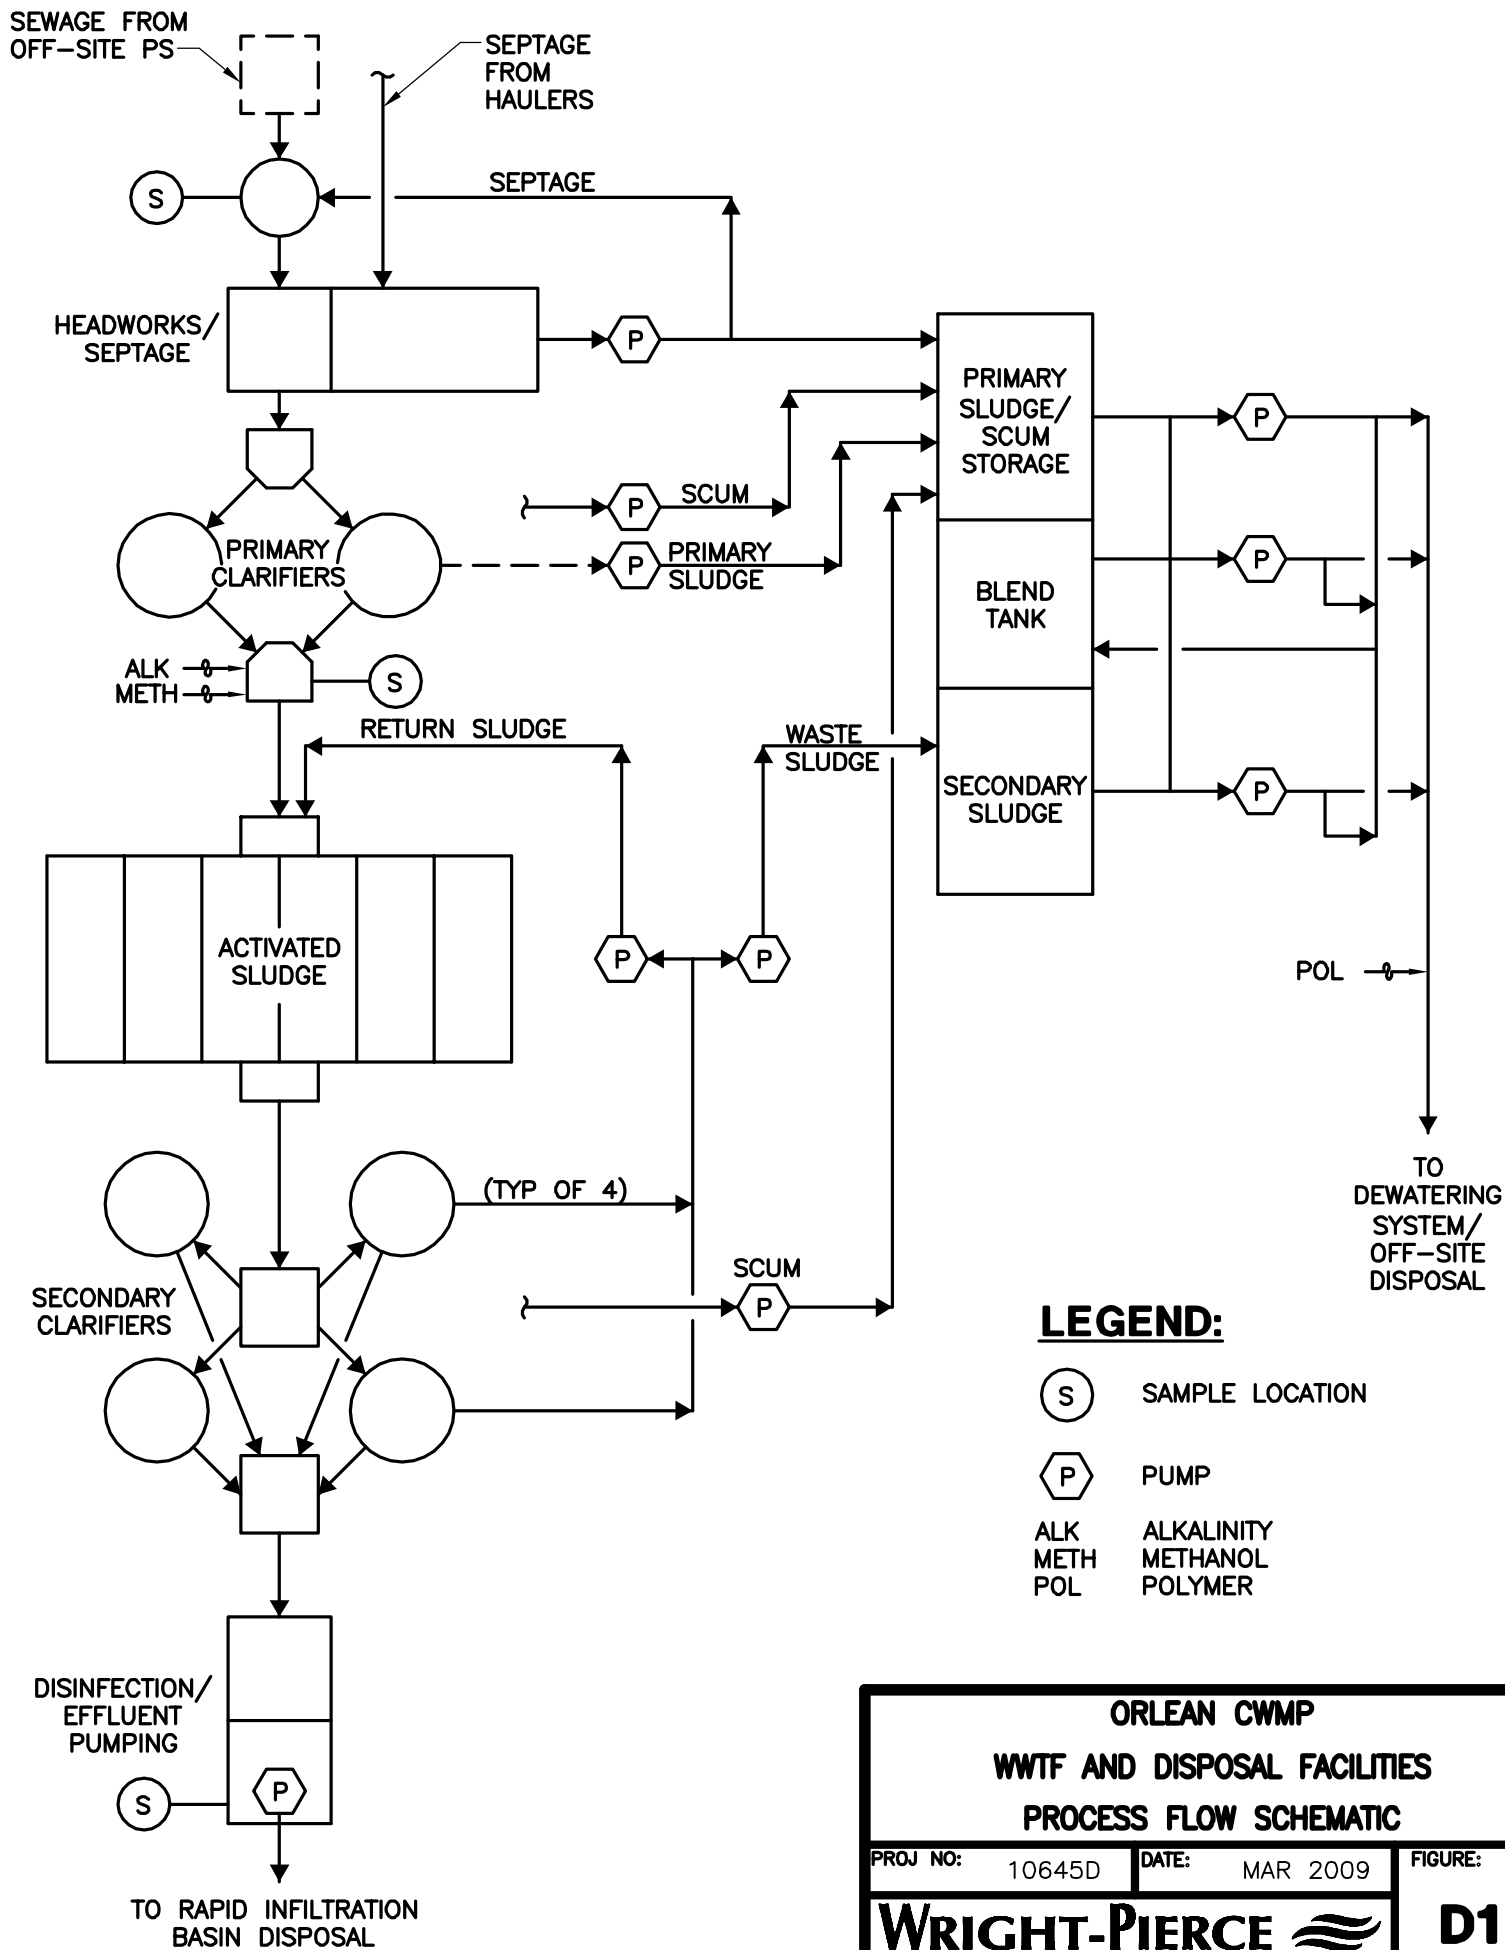 SEWAGE FROM
OFF-SITE PS
SEPTAGE
FROM
HAULERS
S
SEPTAGE
HEADWORKS/
SEPTAGE
P
PRIMARY
SLUDGE/
SCUM
STORAGE
P
P
SCUM
PRIMARY
CLARIFIERS
P
PRIMARY
SLUDGE
BLEND
TANK
P
ALK
METH
S
RETURN SLUDGE
WASTE
SLUDGE
SECONDARY
SLUDGE
P
ACTIVATED
SLUDGE
P
P
POL
(TYP OF 4)
TO
DEWATERING
SYSTEM/
OFF-SITE
DISPOSAL
SECONDARY
CLARIFIERS
SCUM
P
LEGEND:
S SAMPLE LOCATION
P PUMP
ALK ALKALINITY
METH METHANOL
POL POLYMER
DISINFECTION/
EFFLUENT
PUMPING
P
S
TO RAPID INFILTRATION
BASIN DISPOSAL
ORLEAN CWMP
WWTF AND DISPOSAL FACILITIES
PROCESS FLOW SCHEMATIC
PROJ NO: 10645D
DATE: MAR 2009
FIGURE:
D1
WRIGHT-PIERCE